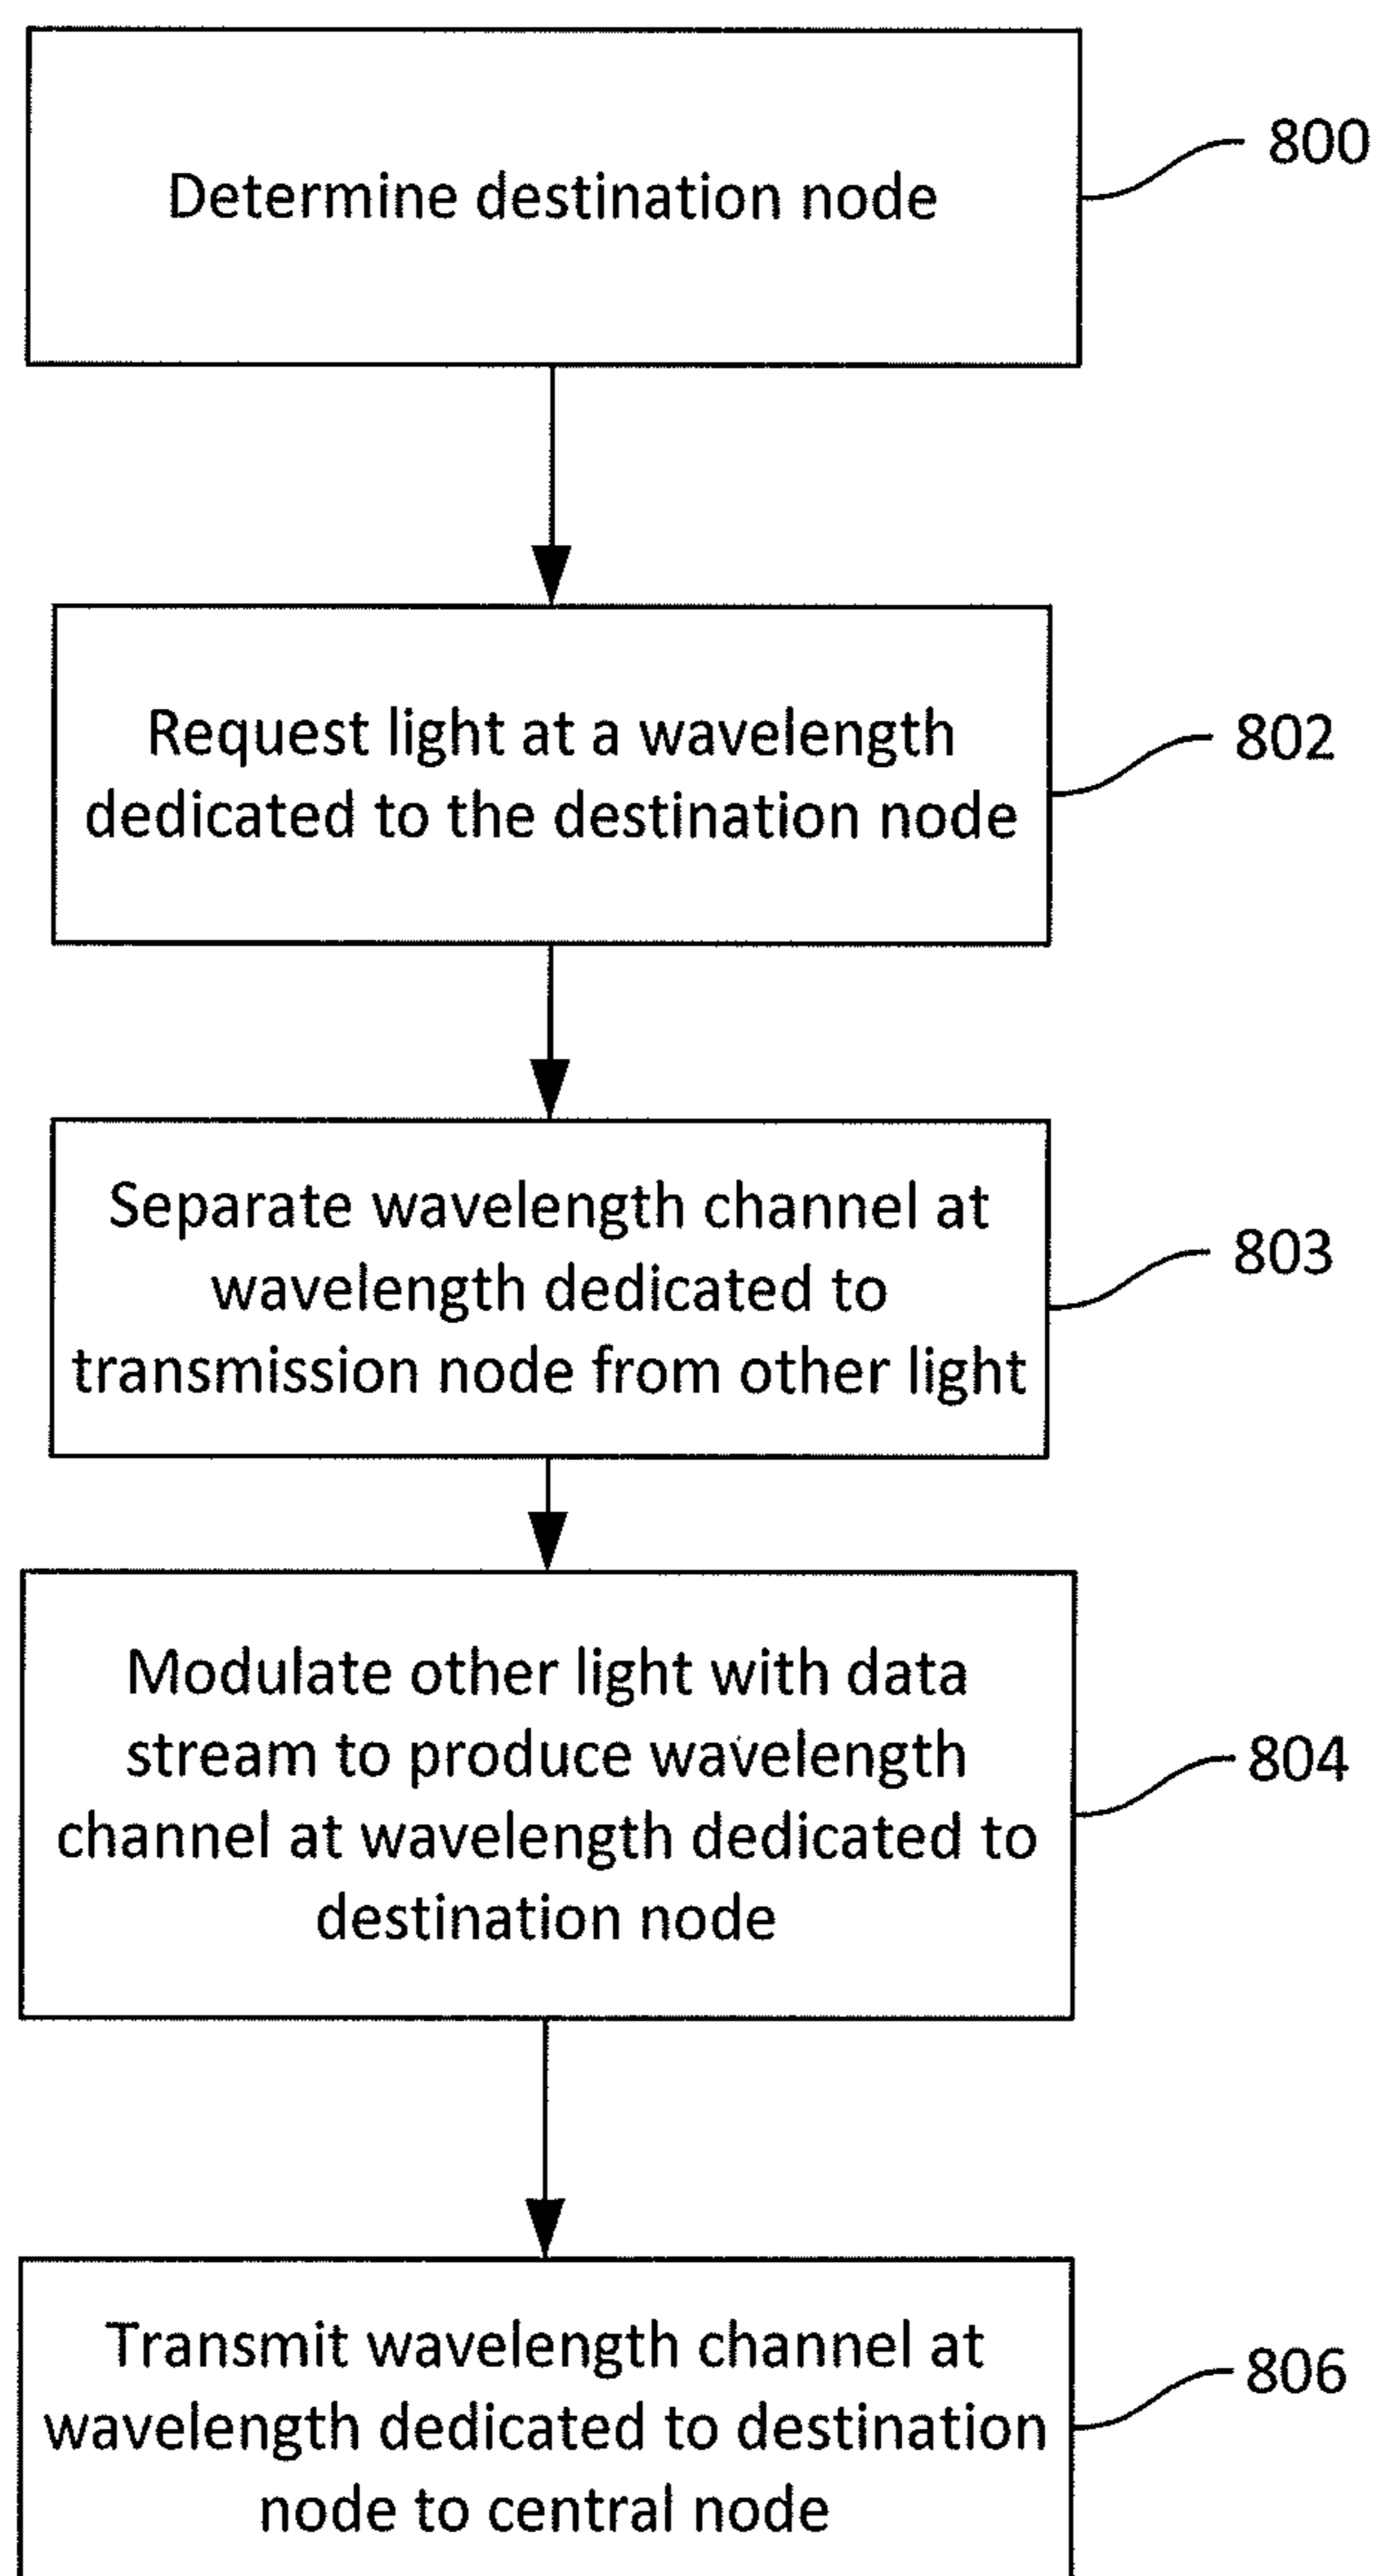 Determine destination node
800
Request light at a wavelength
dedicated to the destination node
802
Separate wavelength channel at
wavelength dedicated to
transmission node from other light
803
Modulate other light with data
stream to produce wavelength
channel at wavelength dedicated to
destination node
804
Transmit wavelength channel at
wavelength dedicated to destination
node to central node
806